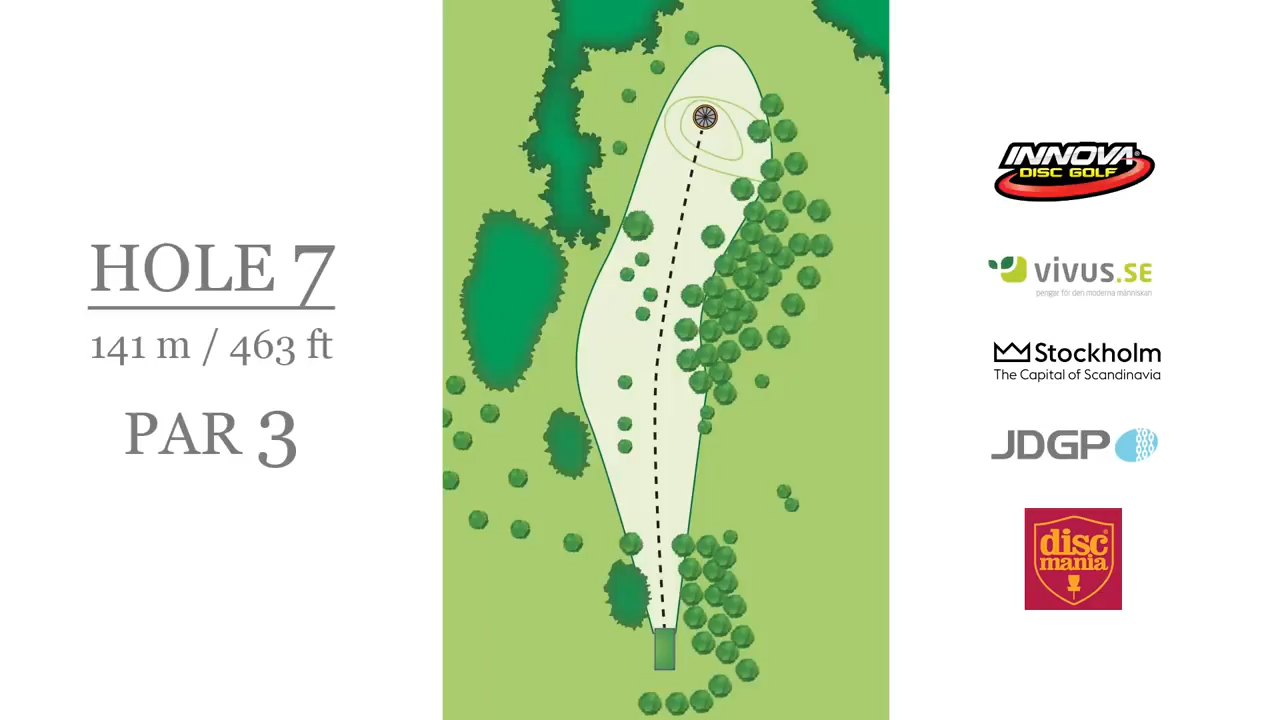 HOLE 7
141 m / 463 ft
PAR 3
INNOVA
DISC GOLF
vivus.se
pengar för den moderna människan
Stockholm
The Capital of Scandinavia
JDGP
disc
mania